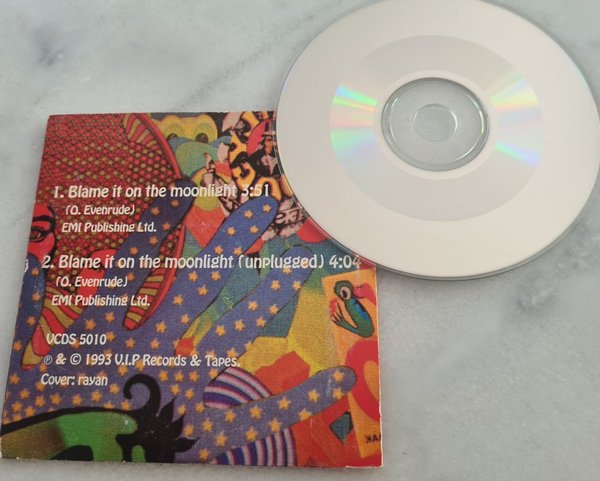 1. Blame it on the moonlight 3:51
(O. Evenrude)
EMI Publishing Ltd.
2. Blame it on the moonlight (unplugged) 4:04
(O. Evenrude)
EMI Publishing Ltd.
VCDS 5010
℗ & © 1993 V.I.P Records & Tapes.
Cover: rayan